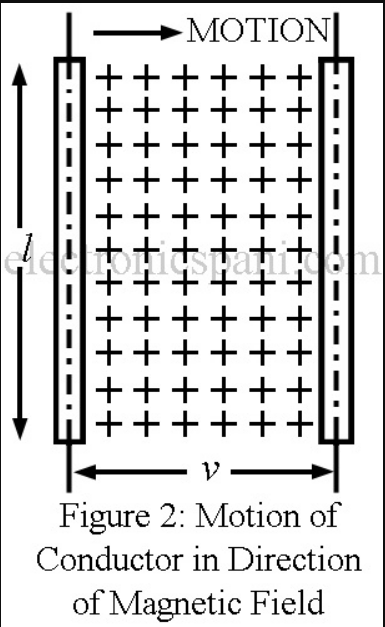 MOTION
l
electronicspani.com
v
Figure 2: Motion of
Conductor in Direction
of Magnetic Field